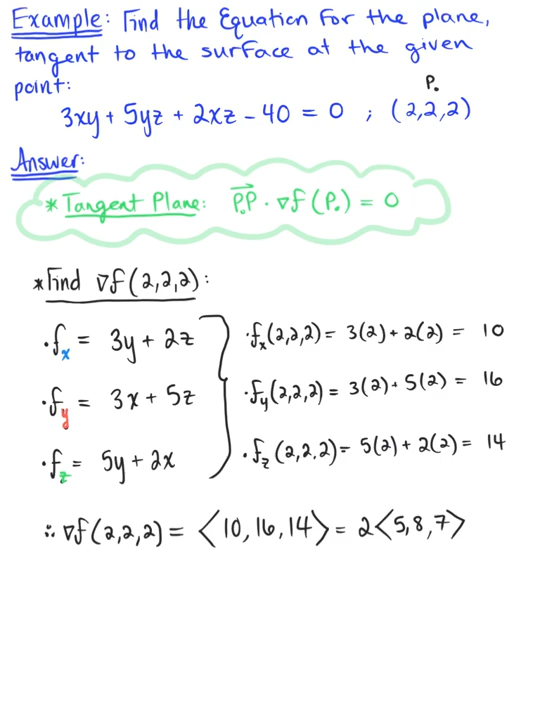 Example: Find the Equation for the plane,
tangent to the surface at the given
point:
P₀
3xy + 5yz + 2xz - 40 = 0 ; (2,2,2)
Answer:
* Tangent Plane: P₀P⃗ · ∇f(P₀) = 0
* Find ∇f(2,2,2):
· fₓ = 3y + 2z
· f_y = 3x + 5z
· f_z = 5y + 2x
· fₓ(2,2,2) = 3(2) + 2(2) = 10
· f_y(2,2,2) = 3(2) + 5(2) = 16
· f_z(2,2,2) = 5(2) + 2(2) = 14
∴ ∇f(2,2,2) = ⟨10, 16, 14⟩ = 2⟨5, 8, 7⟩